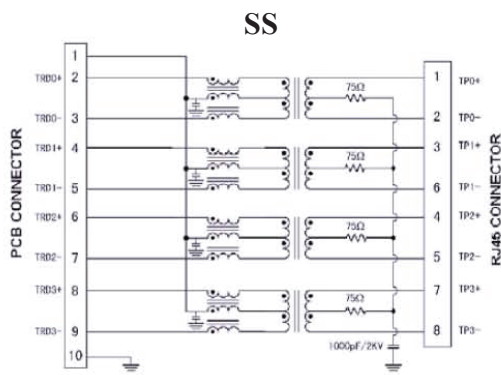 SS
1
TRD0+ 2 75Ω 1 TP0+
TRD0- 3 2 TP0-
TRD1+ 4 75Ω 3 TP1+
TRD1- 5 6 TP1-
TRD2+ 6 75Ω 4 TP2+
TRD2- 7 5 TP2-
TRD3+ 8 75Ω 7 TP3+
TRD3- 9 8 TP3-
1000pF/2KV
10
PCB CONNECTOR
RJ45 CONNECTOR